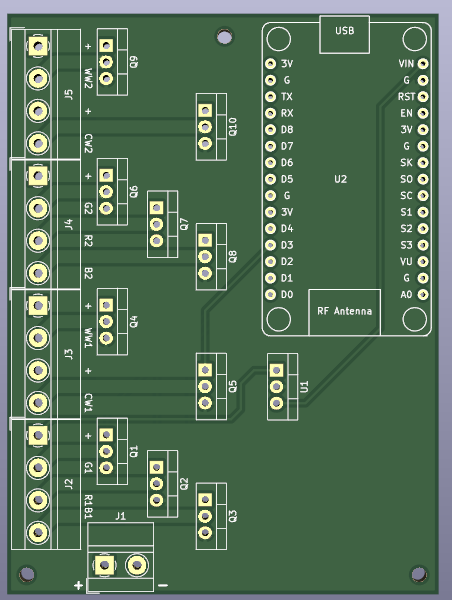 USB
J5
+
WW2
+
CW2
Q9
Q10
3V
G
TX
RX
D8
D7
D6
D5
G
3V
D4
D3
D2
D1
D0
U2
VIN
G
RST
EN
3V
G
SK
SO
SC
S1
S2
S3
VU
G
A0
RF Antenna
J4
+
G2
R2
B2
Q6
Q7
Q8
J3
+
WW1
+
CW1
Q4
Q5
U1
J2
+
G1
R1
B1
Q1
Q2
Q3
J1
+ -